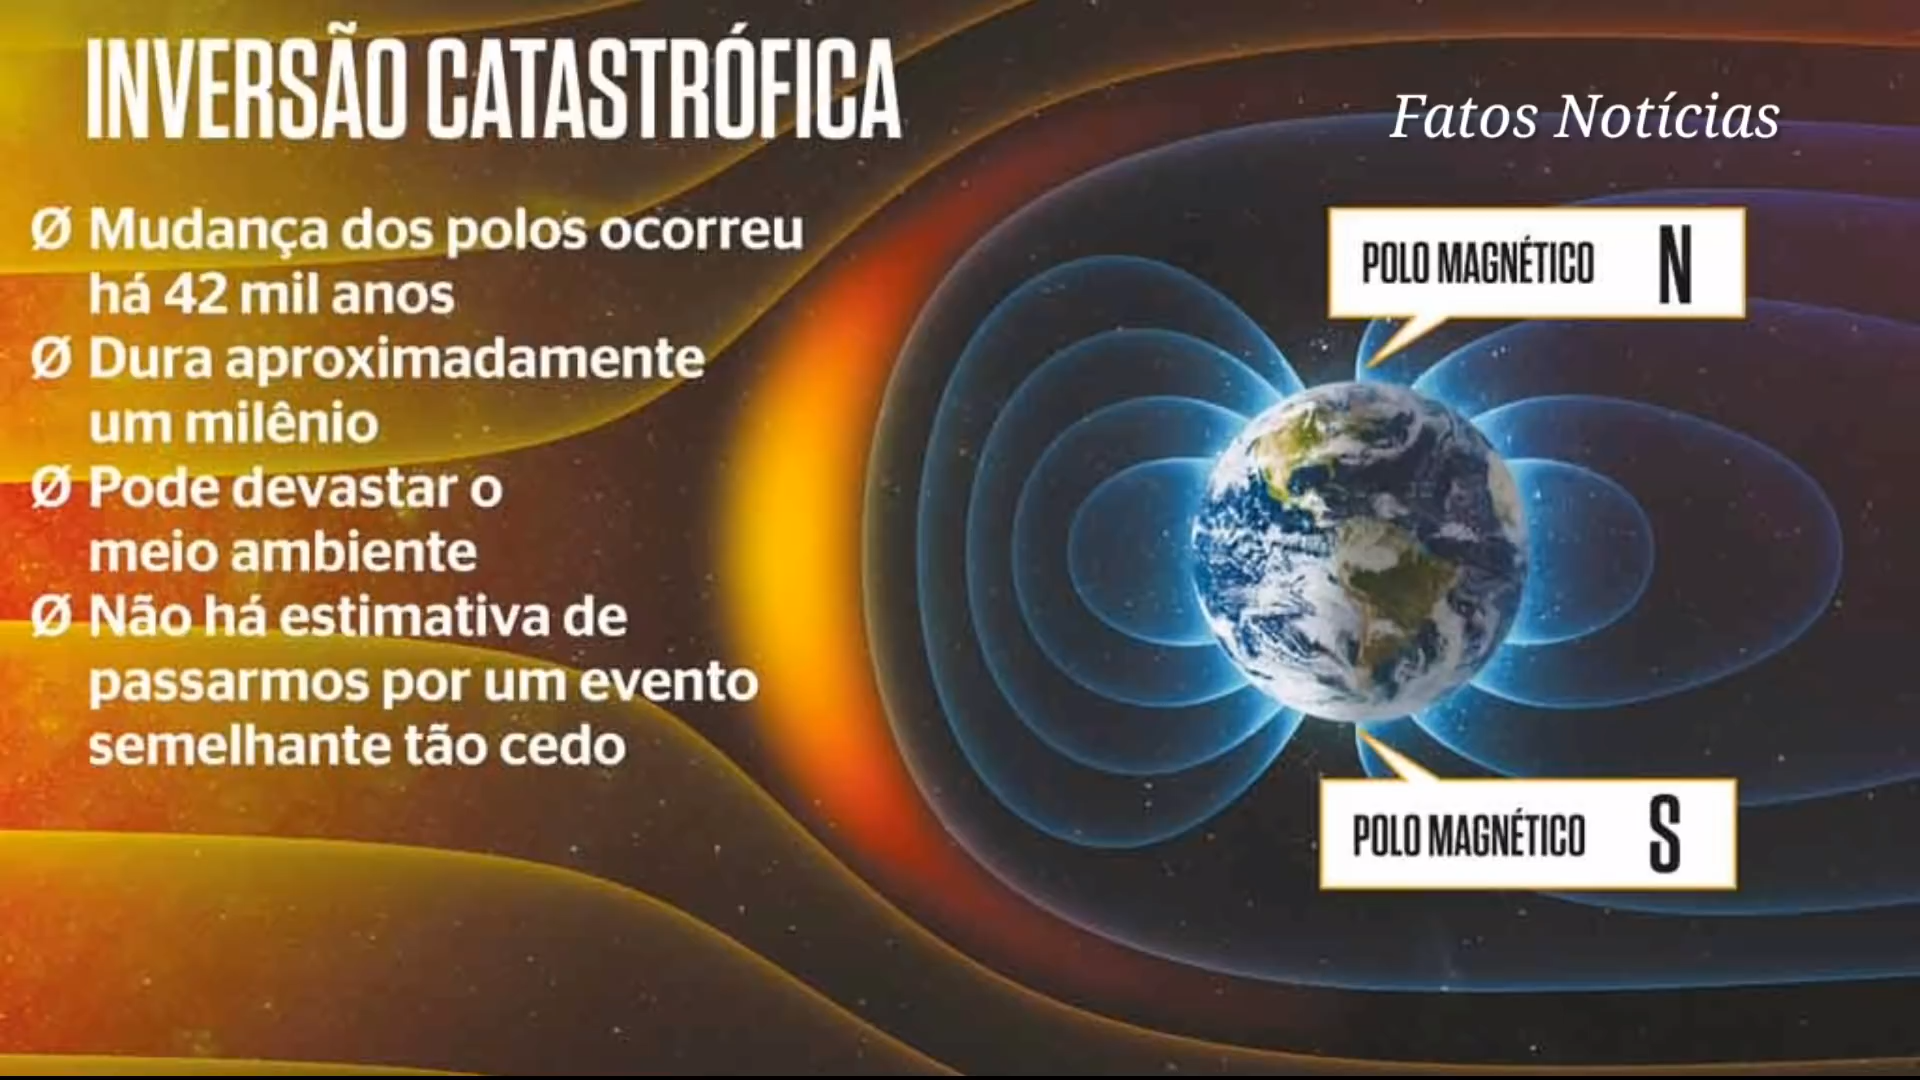 INVERSÃO CATASTRÓFICA
Fatos Notícias
Ø Mudança dos polos ocorreu
há 42 mil anos
Ø Dura aproximadamente
um milênio
Ø Pode devastar o
meio ambiente
Ø Não há estimativa de
passarmos por um evento
semelhante tão cedo
POLO MAGNÉTICO N
POLO MAGNÉTICO S